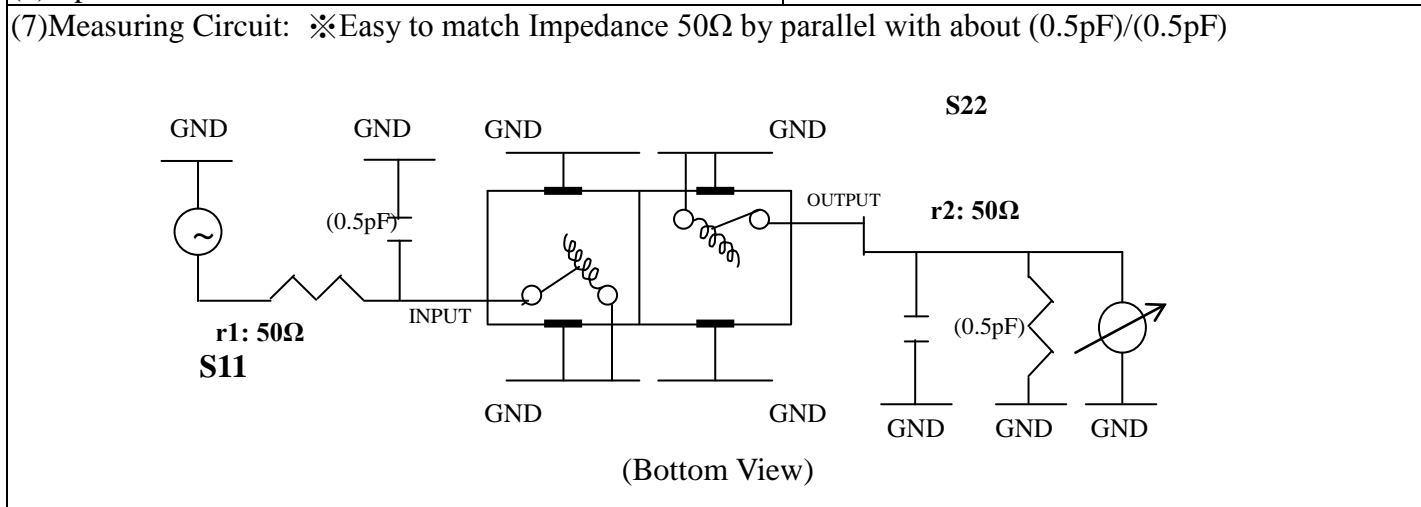 (7)Measuring Circuit: ※Easy to match Impedance 50Ω by parallel with about (0.5pF)/(0.5pF)
S22
GND
GND
GND
GND
(0.5pF)
~
OUTPUT
r2: 50Ω
INPUT
r1: 50Ω
(0.5pF)
S11
GND
GND
GND
GND
GND
(Bottom View)